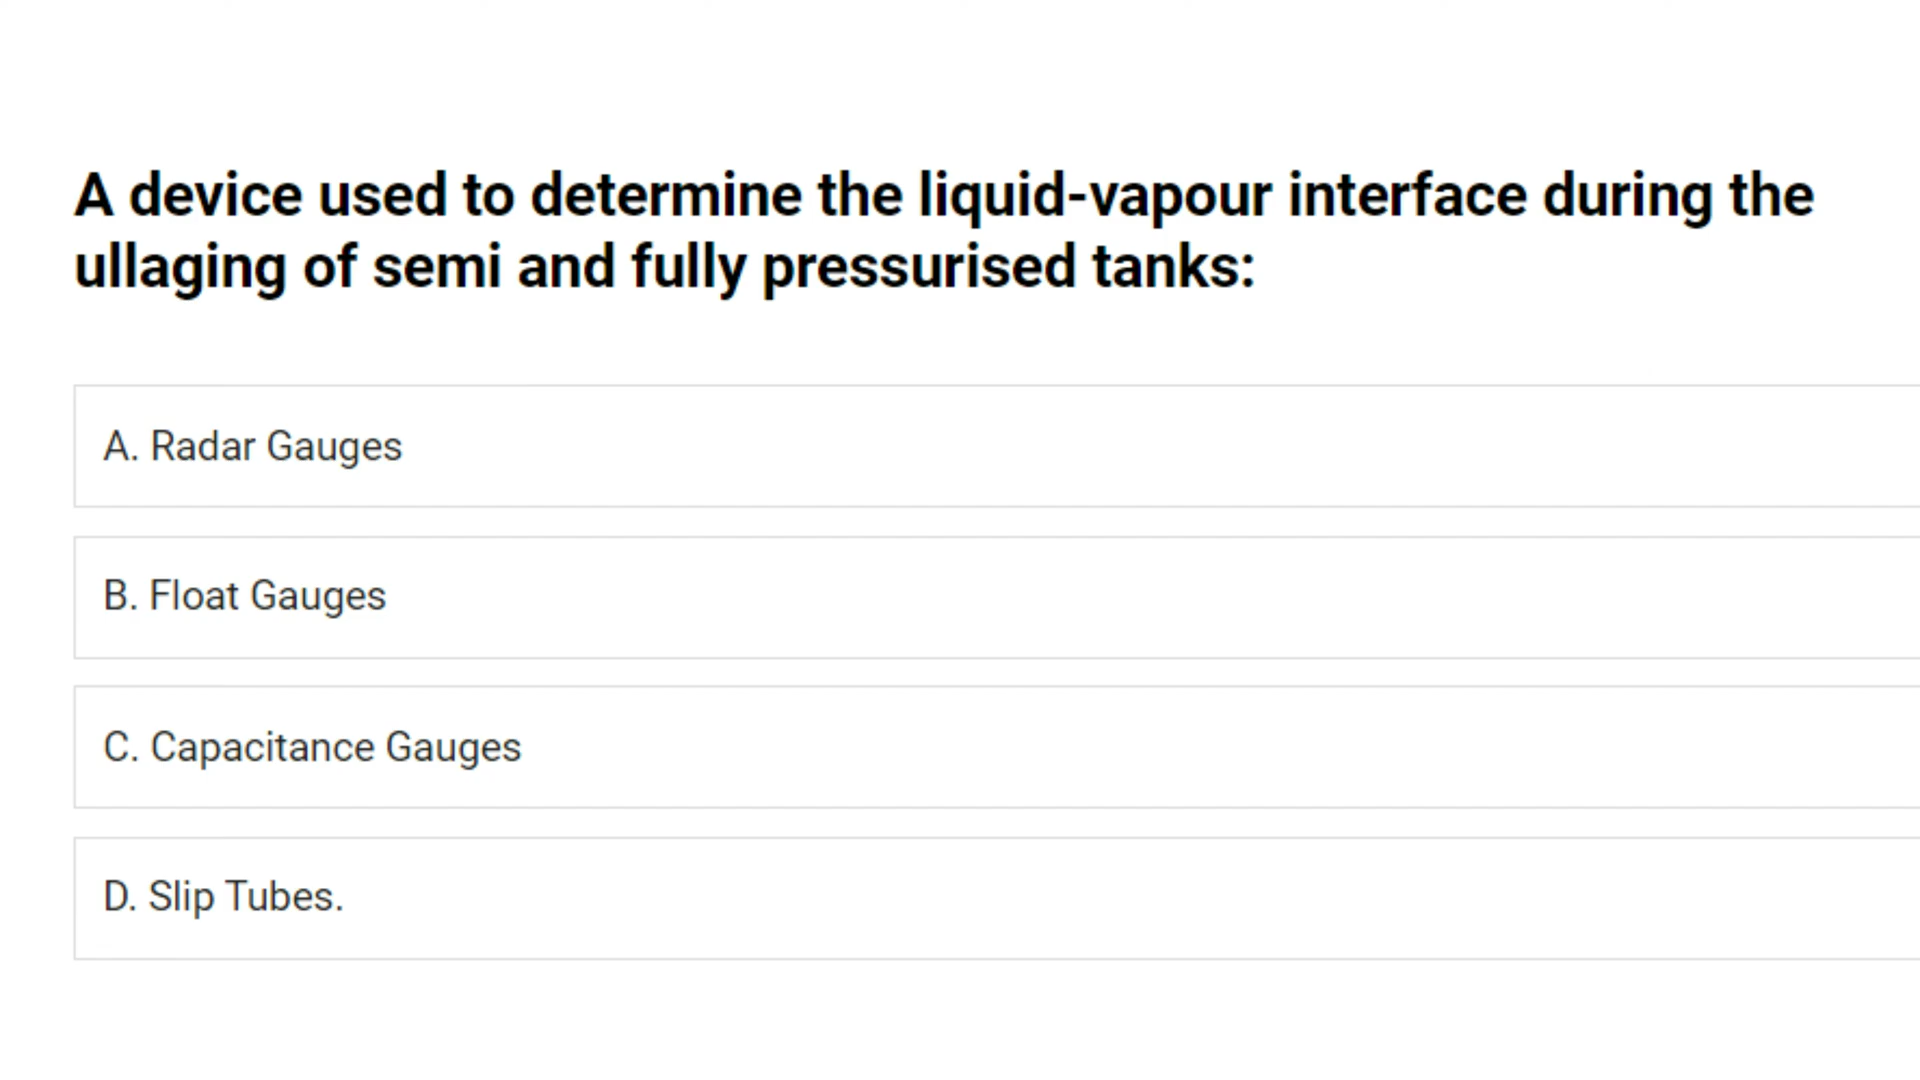 A device used to determine the liquid-vapour interface during the
ullaging of semi and fully pressurised tanks:
A. Radar Gauges
B. Float Gauges
C. Capacitance Gauges
D. Slip Tubes.